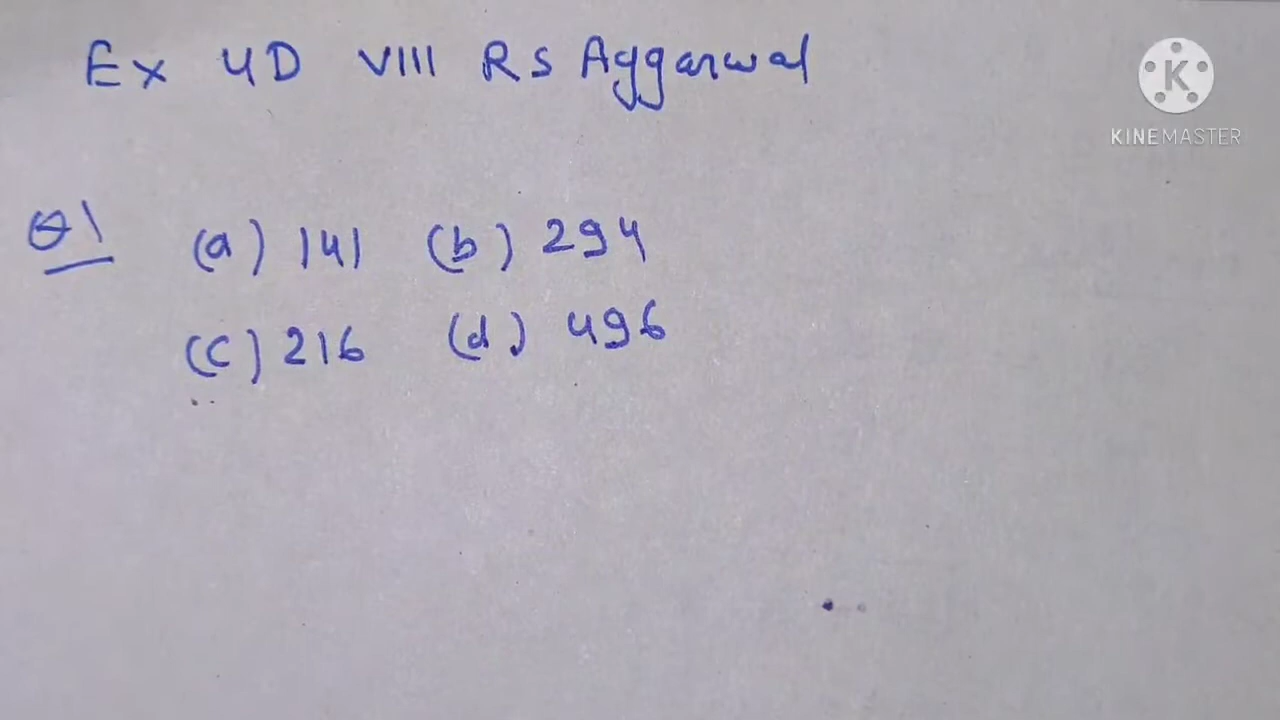 Ex 4D VIII RS Aggarwal
K
KINEMASTER
Q1 (a) 141 (b) 294
(c) 216 (d) 496